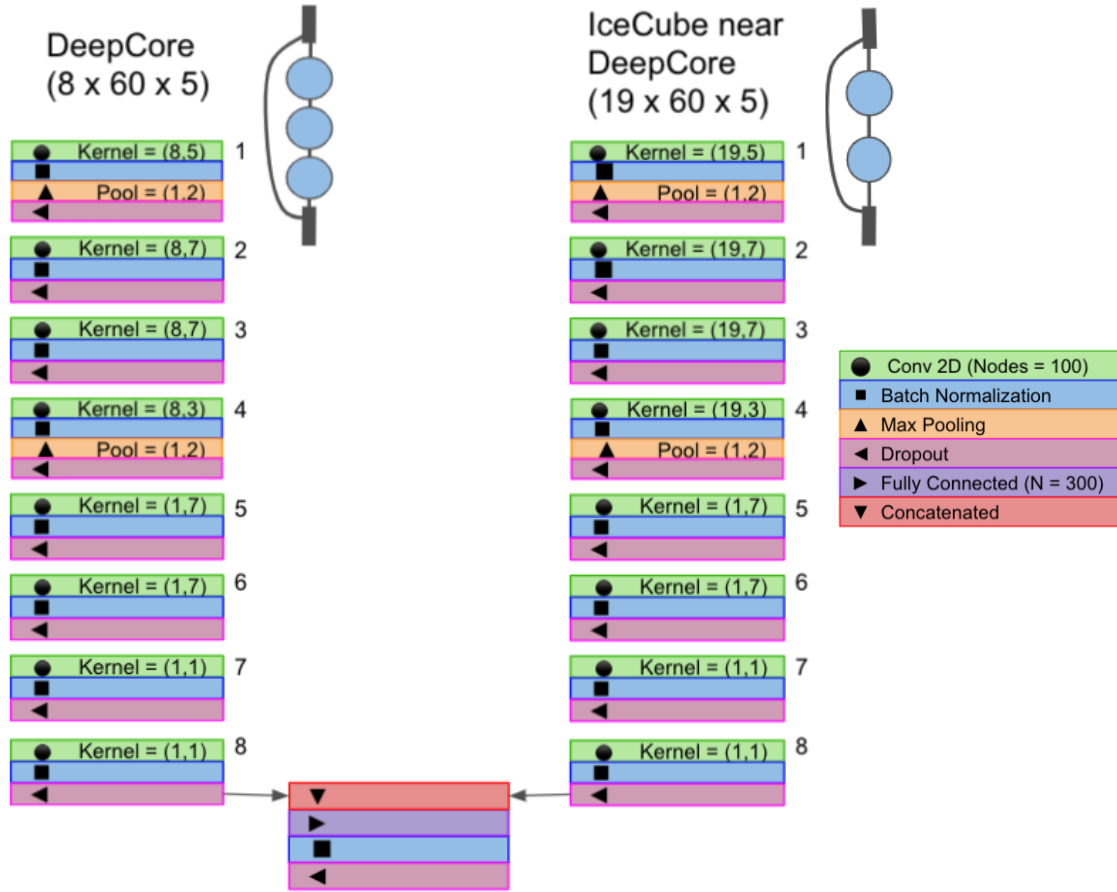 DeepCore
(8 x 60 x 5)
Kernel = (8,5)
1
Pool = (1,2)
Kernel = (8,7)
2
Kernel = (8,7)
3
Kernel = (8,3)
4
Pool = (1,2)
Kernel = (1,7)
5
Kernel = (1,7)
6
Kernel = (1,1)
7
Kernel = (1,1)
8
IceCube near
DeepCore
(19 x 60 x 5)
Kernel = (19,5)
1
Pool = (1,2)
Kernel = (19,7)
2
Kernel = (19,7)
3
Kernel = (19,3)
4
Pool = (1,2)
Kernel = (1,7)
5
Kernel = (1,7)
6
Kernel = (1,1)
7
Kernel = (1,1)
8
Conv 2D (Nodes = 100)
Batch Normalization
Max Pooling
Dropout
Fully Connected (N = 300)
Concatenated